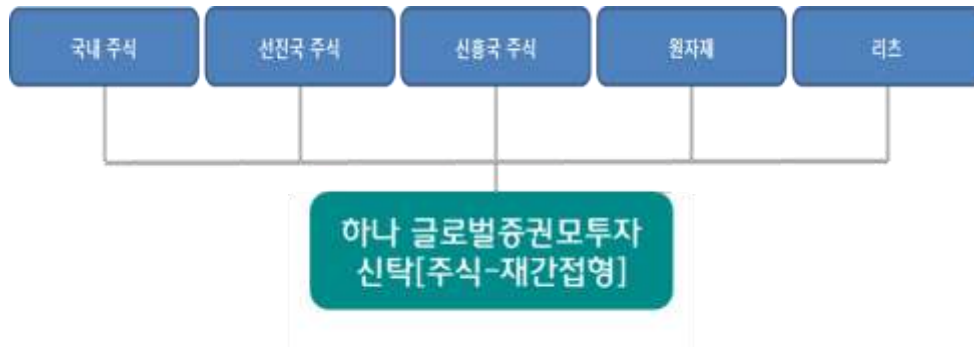 국내 주식
선진국 주식
신흥국 주식
원자재
리츠
하나 글로벌증권모투자
신탁[주식-재간접형]